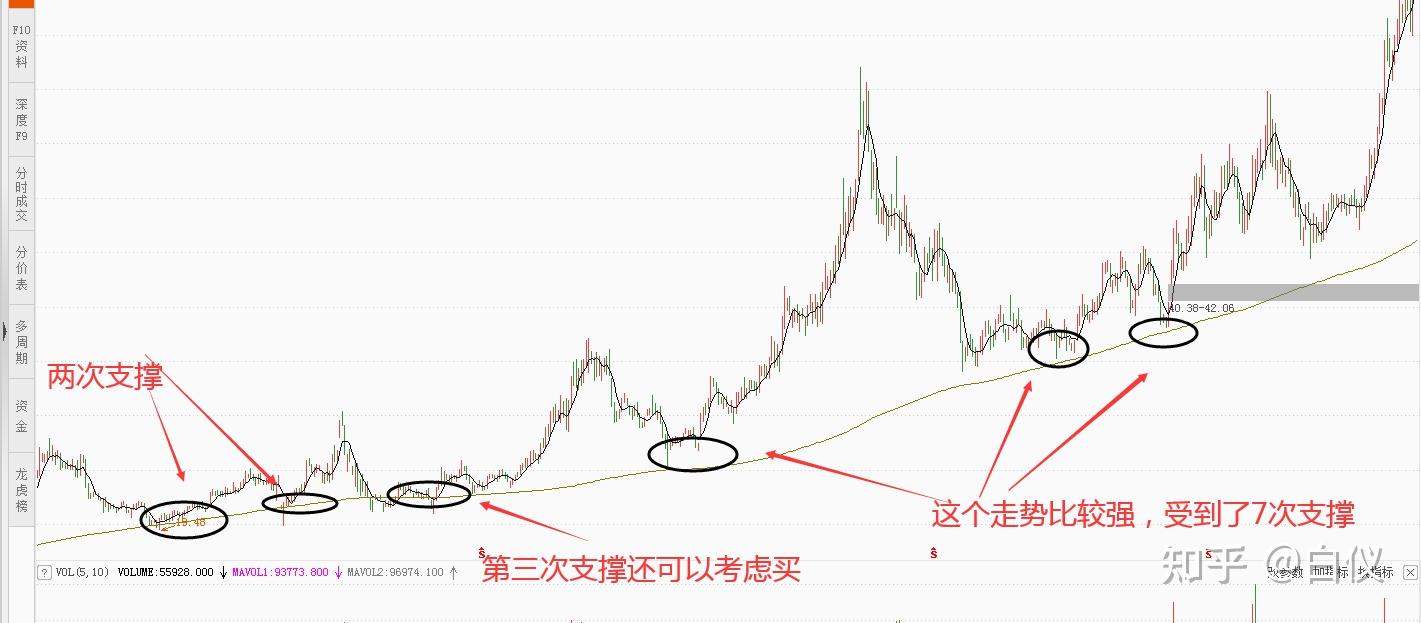 F10
资料
深度
F9
分时成交
分价表
多周期
资金
龙虎榜
两次支撑
19.48
40.38-42.06
这个走势比较强，受到了7次支撑
第三次支撑还可以考虑买
S
S
S
? VOL(5,10) VOLUME:55928.000 ↓ MAVOL1:93773.800 ↓ MAVOL2:96974.100 ↑
改参数 加指标 换指标
知乎 @白仪